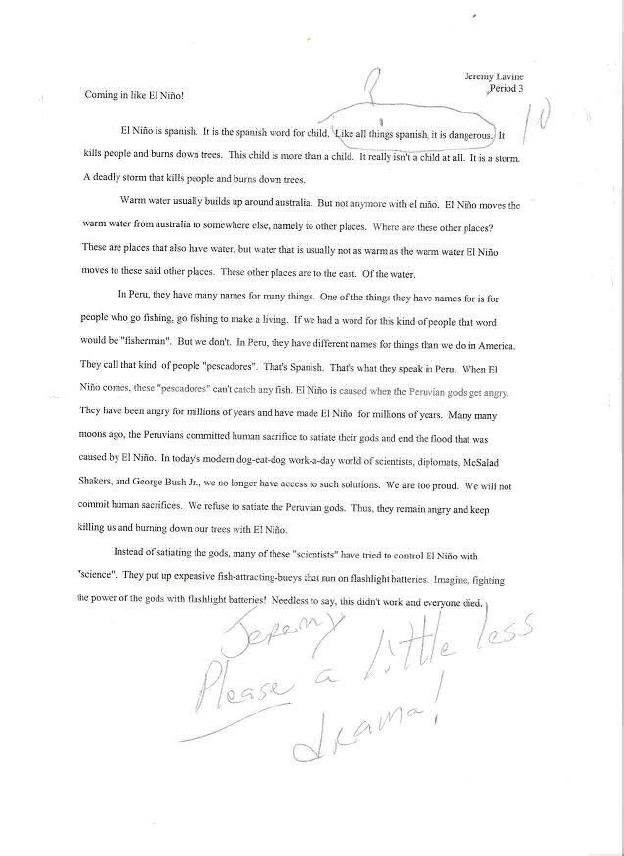 Jeremy Lavine
Period 3
Coming in like El Niño!
?
10
El Niño is spanish. It is the spanish word for child. Like all things spanish, it is dangerous. It
kills people and burns down trees. This child is more than a child. It really isn't a child at all. It is a storm.
A deadly storm that kills people and burns down trees.
Warm water usually builds up around australia. But not anymore with el niño. El Niño moves the
warm water from australia to somewhere else, namely to other places. Where are these other places?
These are places that also have water, but water that is usually not as warm as the warm water El Niño
moves to these said other places. These other places are to the east. Of the water.
In Peru, they have many names for many things. One of the things they have names for is for
people who go fishing, go fishing to make a living. If we had a word for this kind of people that word
would be "fisherman". But we don't. In Peru, they have different names for things than we do in America.
They call that kind of people "pescadores". That's Spanish. That's what they speak in Peru. When El
Niño comes, these "pescadores" can't catch any fish. El Niño is caused when the Peruvian gods get angry.
They have been angry for millions of years and have made El Niño for millions of years. Many many
moons ago, the Peruvians committed human sacrifice to satiate their gods and end the flood that was
caused by El Niño. In today's modern dog-eat-dog work-a-day world of scientists, diplomats, McSalad
Shakers, and George Bush Jr., we no longer have access to such solutions. We are too proud. We will not
commit human sacrifices. We refuse to satiate the Peruvian gods. Thus, they remain angry and keep
killing us and burning down our trees with El Niño.
Instead of satiating the gods, many of these "scientists" have tried to control El Niño with
"science". They put up expeasive fish-attracting-bueys that run on flashlight batteries. Imagine, fighting
the power of the gods with flashlight batteries! Needless to say, this didn't work and everyone died.
Jeremy
Please a little less
drama!